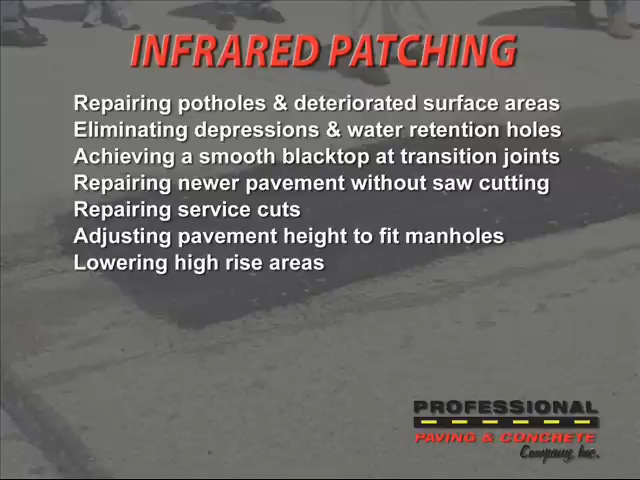 INFRARED PATCHING
Repairing potholes & deteriorated surface areas
Eliminating depressions & water retention holes
Achieving a smooth blacktop at transition joints
Repairing newer pavement without saw cutting
Repairing service cuts
Adjusting pavement height to fit manholes
Lowering high rise areas
PROFESSIONAL
PAVING & CONCRETE
Company, Inc.